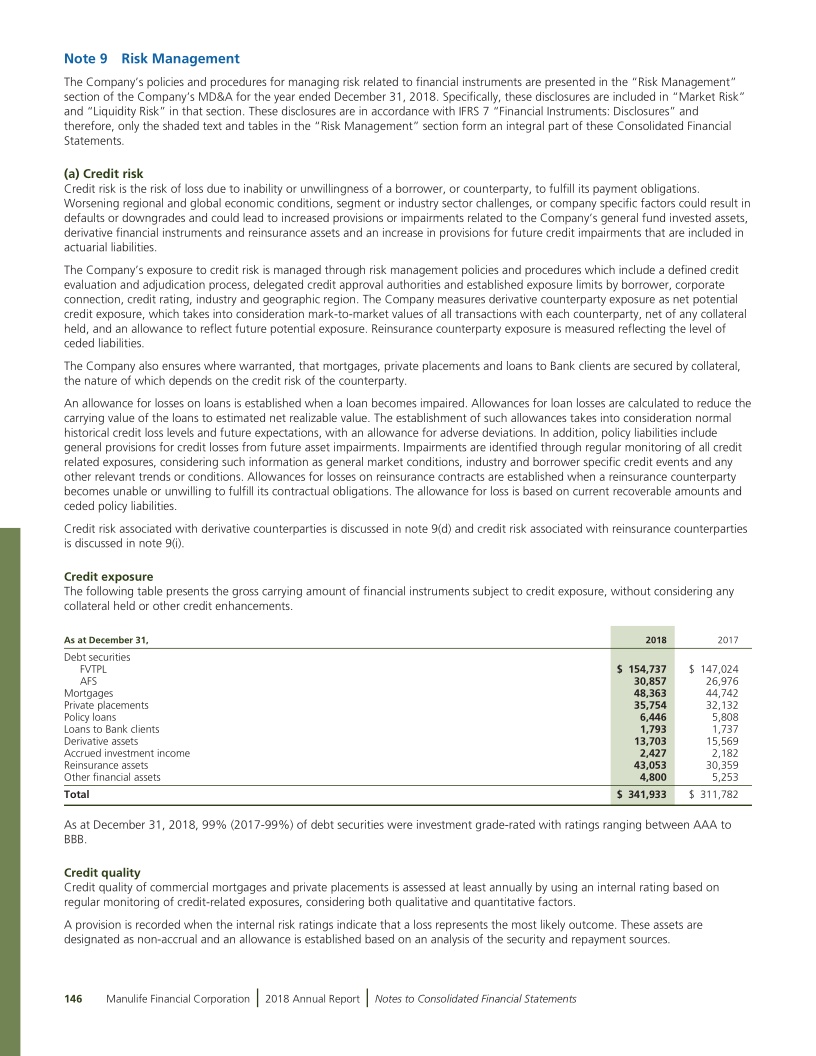 Note 9 Risk Management
The Company's policies and procedures for managing risk related to financial instruments are presented in the "Risk Management"
section of the Company's MD&A for the year ended December 31, 2018. Specifically, these disclosures are included in "Market Risk"
and "Liquidity Risk" in that section. These disclosures are in accordance with IFRS 7 "Financial Instruments: Disclosures" and
therefore, only the shaded text and tables in the "Risk Management" section form an integral part of these Consolidated Financial
Statements.
(a) Credit risk
Credit risk is the risk of loss due to inability or unwillingness of a borrower, or counterparty, to fulfill its payment obligations.
Worsening regional and global economic conditions, segment or industry sector challenges, or company specific factors could result in
defaults or downgrades and could lead to increased provisions or impairments related to the Company's general fund invested assets,
derivative financial instruments and reinsurance assets and an increase in provisions for future credit impairments that are included in
actuarial liabilities.
The Company's exposure to credit risk is managed through risk management policies and procedures which include a defined credit
evaluation and adjudication process, delegated credit approval authorities and established exposure limits by borrower, corporate
connection, credit rating, industry and geographic region. The Company measures derivative counterparty exposure as net potential
credit exposure, which takes into consideration mark-to-market values of all transactions with each counterparty, net of any collateral
held, and an allowance to reflect future potential exposure. Reinsurance counterparty exposure is measured reflecting the level of
ceded liabilities.
The Company also ensures where warranted, that mortgages, private placements and loans to Bank clients are secured by collateral,
the nature of which depends on the credit risk of the counterparty.
An allowance for losses on loans is established when a loan becomes impaired. Allowances for loan losses are calculated to reduce the
carrying value of the loans to estimated net realizable value. The establishment of such allowances takes into consideration normal
historical credit loss levels and future expectations, with an allowance for adverse deviations. In addition, policy liabilities include
general provisions for credit losses from future asset impairments. Impairments are identified through regular monitoring of all credit
related exposures, considering such information as general market conditions, industry and borrower specific credit events and any
other relevant trends or conditions. Allowances for losses on reinsurance contracts are established when a reinsurance counterparty
becomes unable or unwilling to fulfill its contractual obligations. The allowance for loss is based on current recoverable amounts and
ceded policy liabilities.
Credit risk associated with derivative counterparties is discussed in note 9(d) and credit risk associated with reinsurance counterparties
is discussed in note 9(i).
Credit exposure
The following table presents the gross carrying amount of financial instruments subject to credit exposure, without considering any
collateral held or other credit enhancements.
As at December 31, 2018 2017
Debt securities
FVTPL $ 154,737 $ 147,024
AFS 30,857 26,976
Mortgages 48,363 44,742
Private placements 35,754 32,132
Policy loans 6,446 5,808
Loans to Bank clients 1,793 1,737
Derivative assets 13,703 15,569
Accrued investment income 2,427 2,182
Reinsurance assets 43,053 30,359
Other financial assets 4,800 5,253
Total $ 341,933 $ 311,782
As at December 31, 2018, 99% (2017-99%) of debt securities were investment grade-rated with ratings ranging between AAA to
BBB.
Credit quality
Credit quality of commercial mortgages and private placements is assessed at least annually by using an internal rating based on
regular monitoring of credit-related exposures, considering both qualitative and quantitative factors.
A provision is recorded when the internal risk ratings indicate that a loss represents the most likely outcome. These assets are
designated as non-accrual and an allowance is established based on an analysis of the security and repayment sources.
146 Manulife Financial Corporation | 2018 Annual Report | Notes to Consolidated Financial Statements